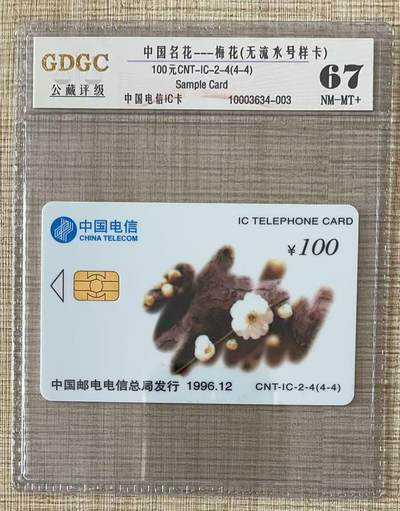 GDGC
公藏评级
中国名花---梅花(无流水号样卡)
100元CNT-IC-2-4(4-4)
Sample Card
中国电信IC卡 10003634-003
67
NM-MT+
中国电信
CHINA TELECOM
IC TELEPHONE CARD
¥100
中国邮电电信总局发行 1996.12
CNT-IC-2-4(4-4)